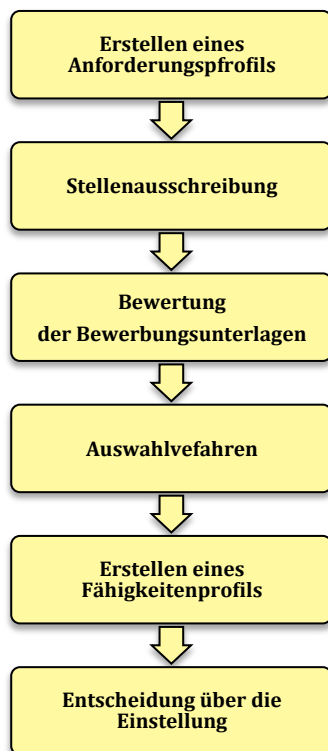 Erstellen eines
Anforderungspfrofils
Stellenausschreibung
Bewertung
der Bewerbungsunterlagen
Auswahlvefahren
Erstellen eines
Fähigkeitenprofils
Entscheidung über die
Einstellung